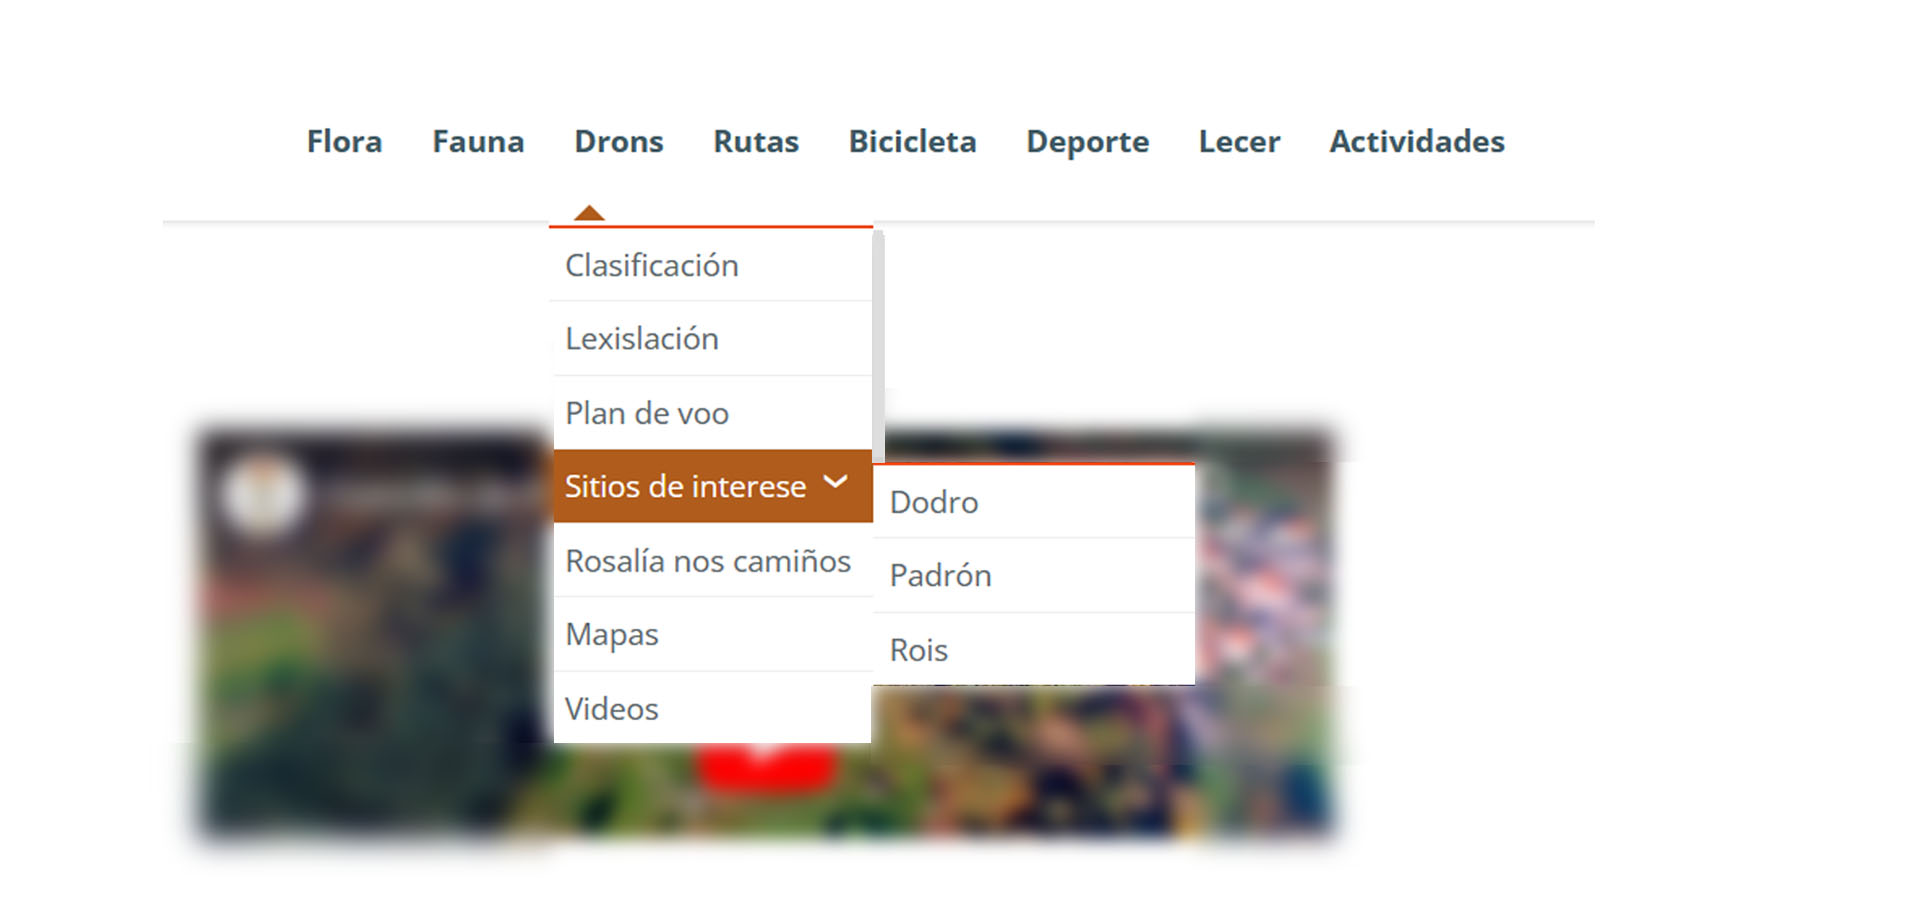 Flora Fauna Drons Rutas Bicicleta Deporte Lecer Actividades
Clasificación
Lexislación
Plan de voo
Sitios de interese
Rosalía nos camiños
Mapas
Videos
Dodro
Padrón
Rois